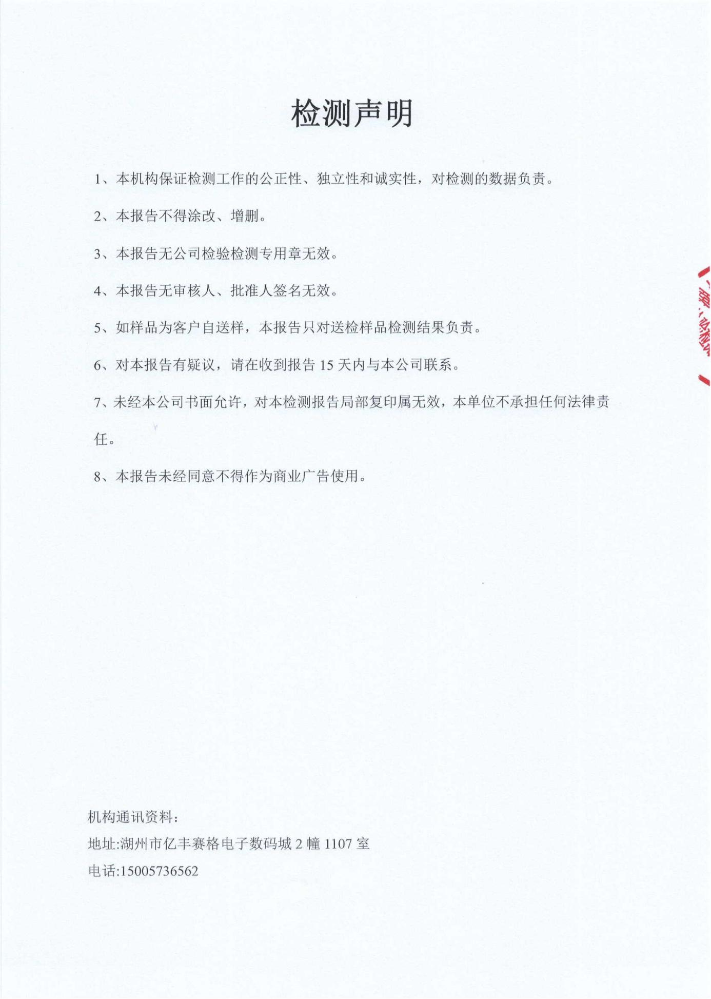 检测声明
1、本机构保证检测工作的公正性、独立性和诚实性，对检测的数据负责。
2、本报告不得涂改、增删。
3、本报告无公司检验检测专用章无效。
4、本报告无审核人、批准人签名无效。
5、如样品为客户自送样，本报告只对送检样品检测结果负责。
6、对本报告有疑议，请在收到报告 15 天内与本公司联系。
7、未经本公司书面允许，对本检测报告局部复印属无效，本单位不承担任何法律责
任。
8、本报告未经同意不得作为商业广告使用。
机构通讯资料：
地址:湖州市亿丰赛格电子数码城 2 幢 1107 室
电话:15005736562